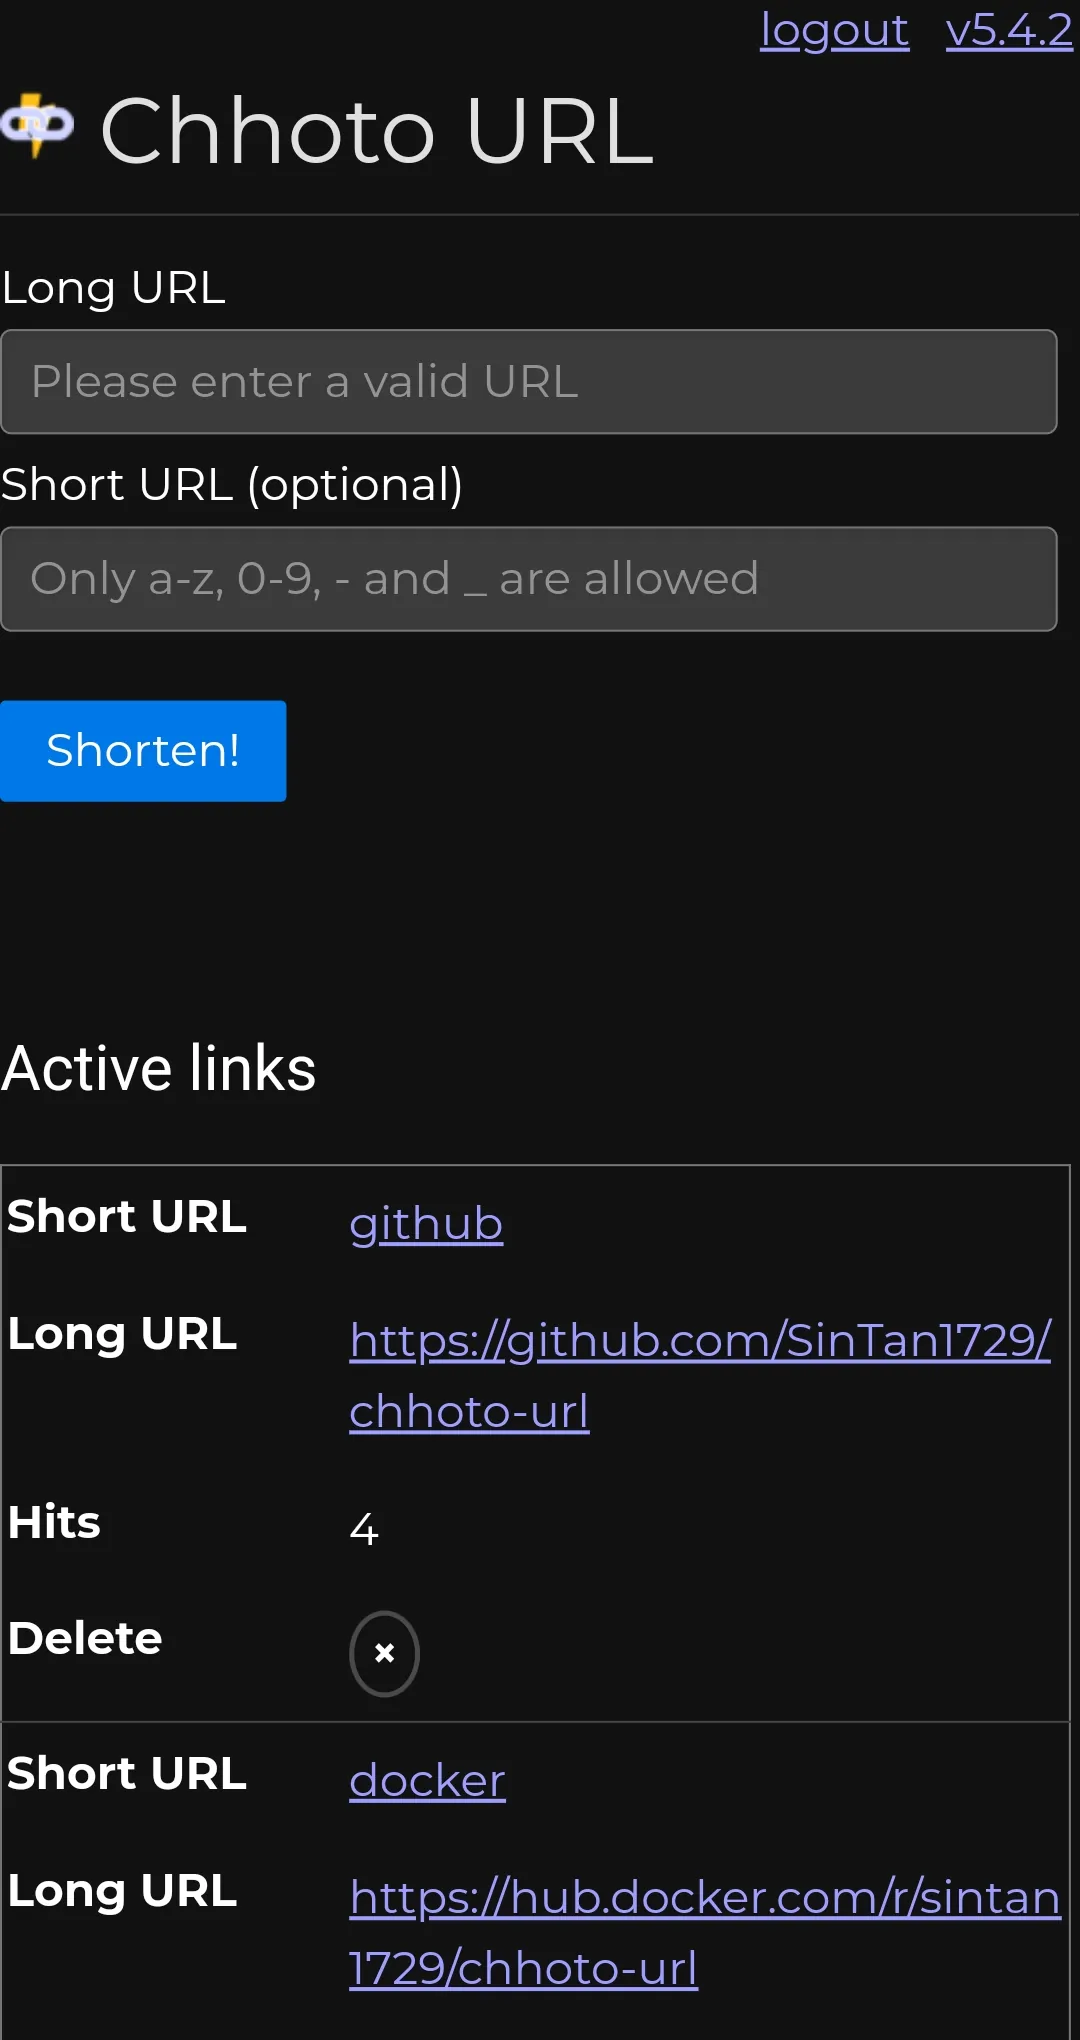 logout v5.4.2
Chhoto URL
Long URL
Please enter a valid URL
Short URL (optional)
Only a-z, 0-9, - and _ are allowed
Shorten!
Active links
Short URL github
Long URL https://github.com/SinTan1729/
chhoto-url
Hits 4
Delete ×
Short URL docker
Long URL https://hub.docker.com/r/sintan
1729/chhoto-url